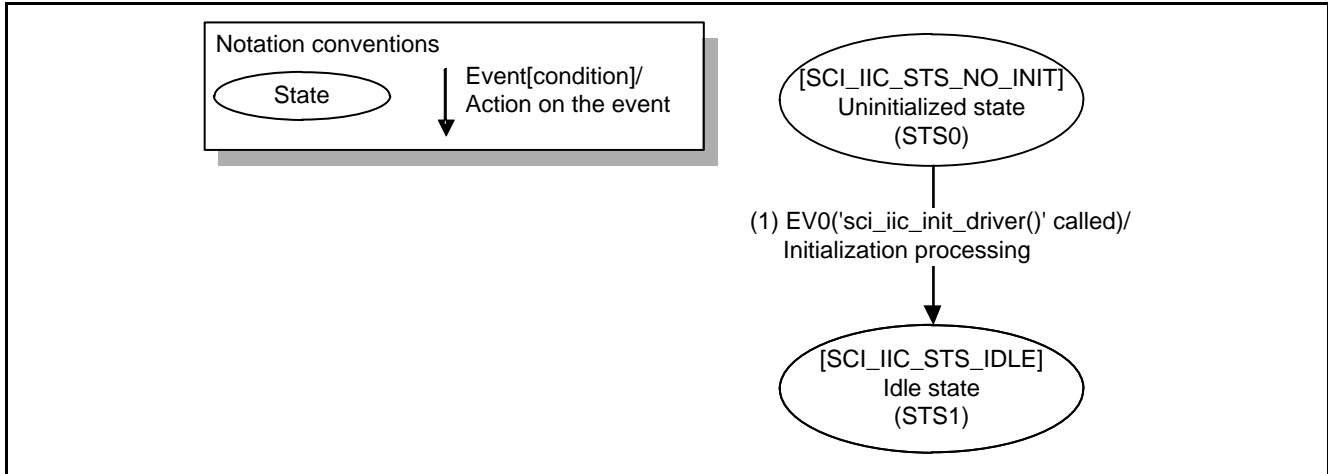 Notation conventions
State
Event[condition]/
Action on the event
[SCI_IIC_STS_NO_INIT]
Uninitialized state
(STS0)
(1) EV0('sci_iic_init_driver()' called)/
Initialization processing
[SCI_IIC_STS_IDLE]
Idle state
(STS1)